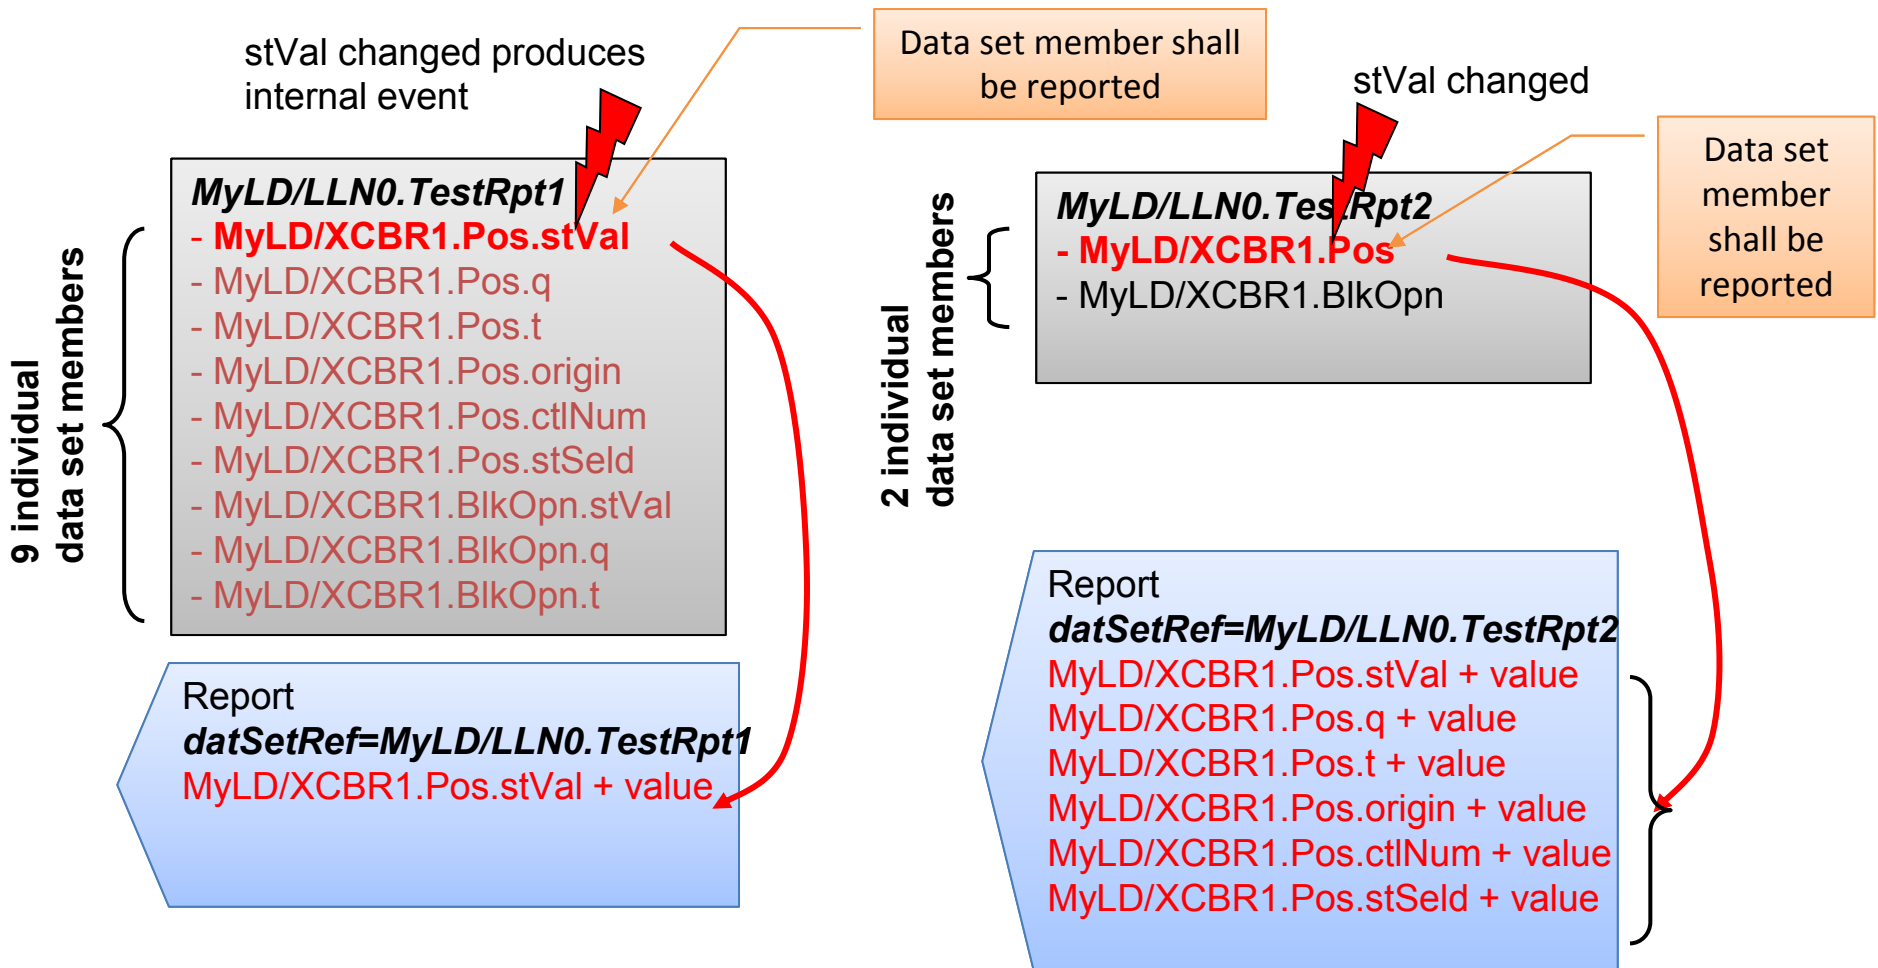 stVal changed produces
internal event
Data set member shall
be reported
stVal changed
Data set
member
shall be
reported
9 individual
data set members
MyLD/LLN0.TestRpt1
- MyLD/XCBR1.Pos.stVal
- MyLD/XCBR1.Pos.q
- MyLD/XCBR1.Pos.t
- MyLD/XCBR1.Pos.origin
- MyLD/XCBR1.Pos.ctlNum
- MyLD/XCBR1.Pos.stSeld
- MyLD/XCBR1.BlkOpn.stVal
- MyLD/XCBR1.BlkOpn.q
- MyLD/XCBR1.BlkOpn.t
2 individual
data set members
MyLD/LLN0.TestRpt2
- MyLD/XCBR1.Pos
- MyLD/XCBR1.BlkOpn
Report
datSetRef=MyLD/LLN0.TestRpt1
MyLD/XCBR1.Pos.stVal + value
Report
datSetRef=MyLD/LLN0.TestRpt2
MyLD/XCBR1.Pos.stVal + value
MyLD/XCBR1.Pos.q + value
MyLD/XCBR1.Pos.t + value
MyLD/XCBR1.Pos.origin + value
MyLD/XCBR1.Pos.ctlNum + value
MyLD/XCBR1.Pos.stSeld + value